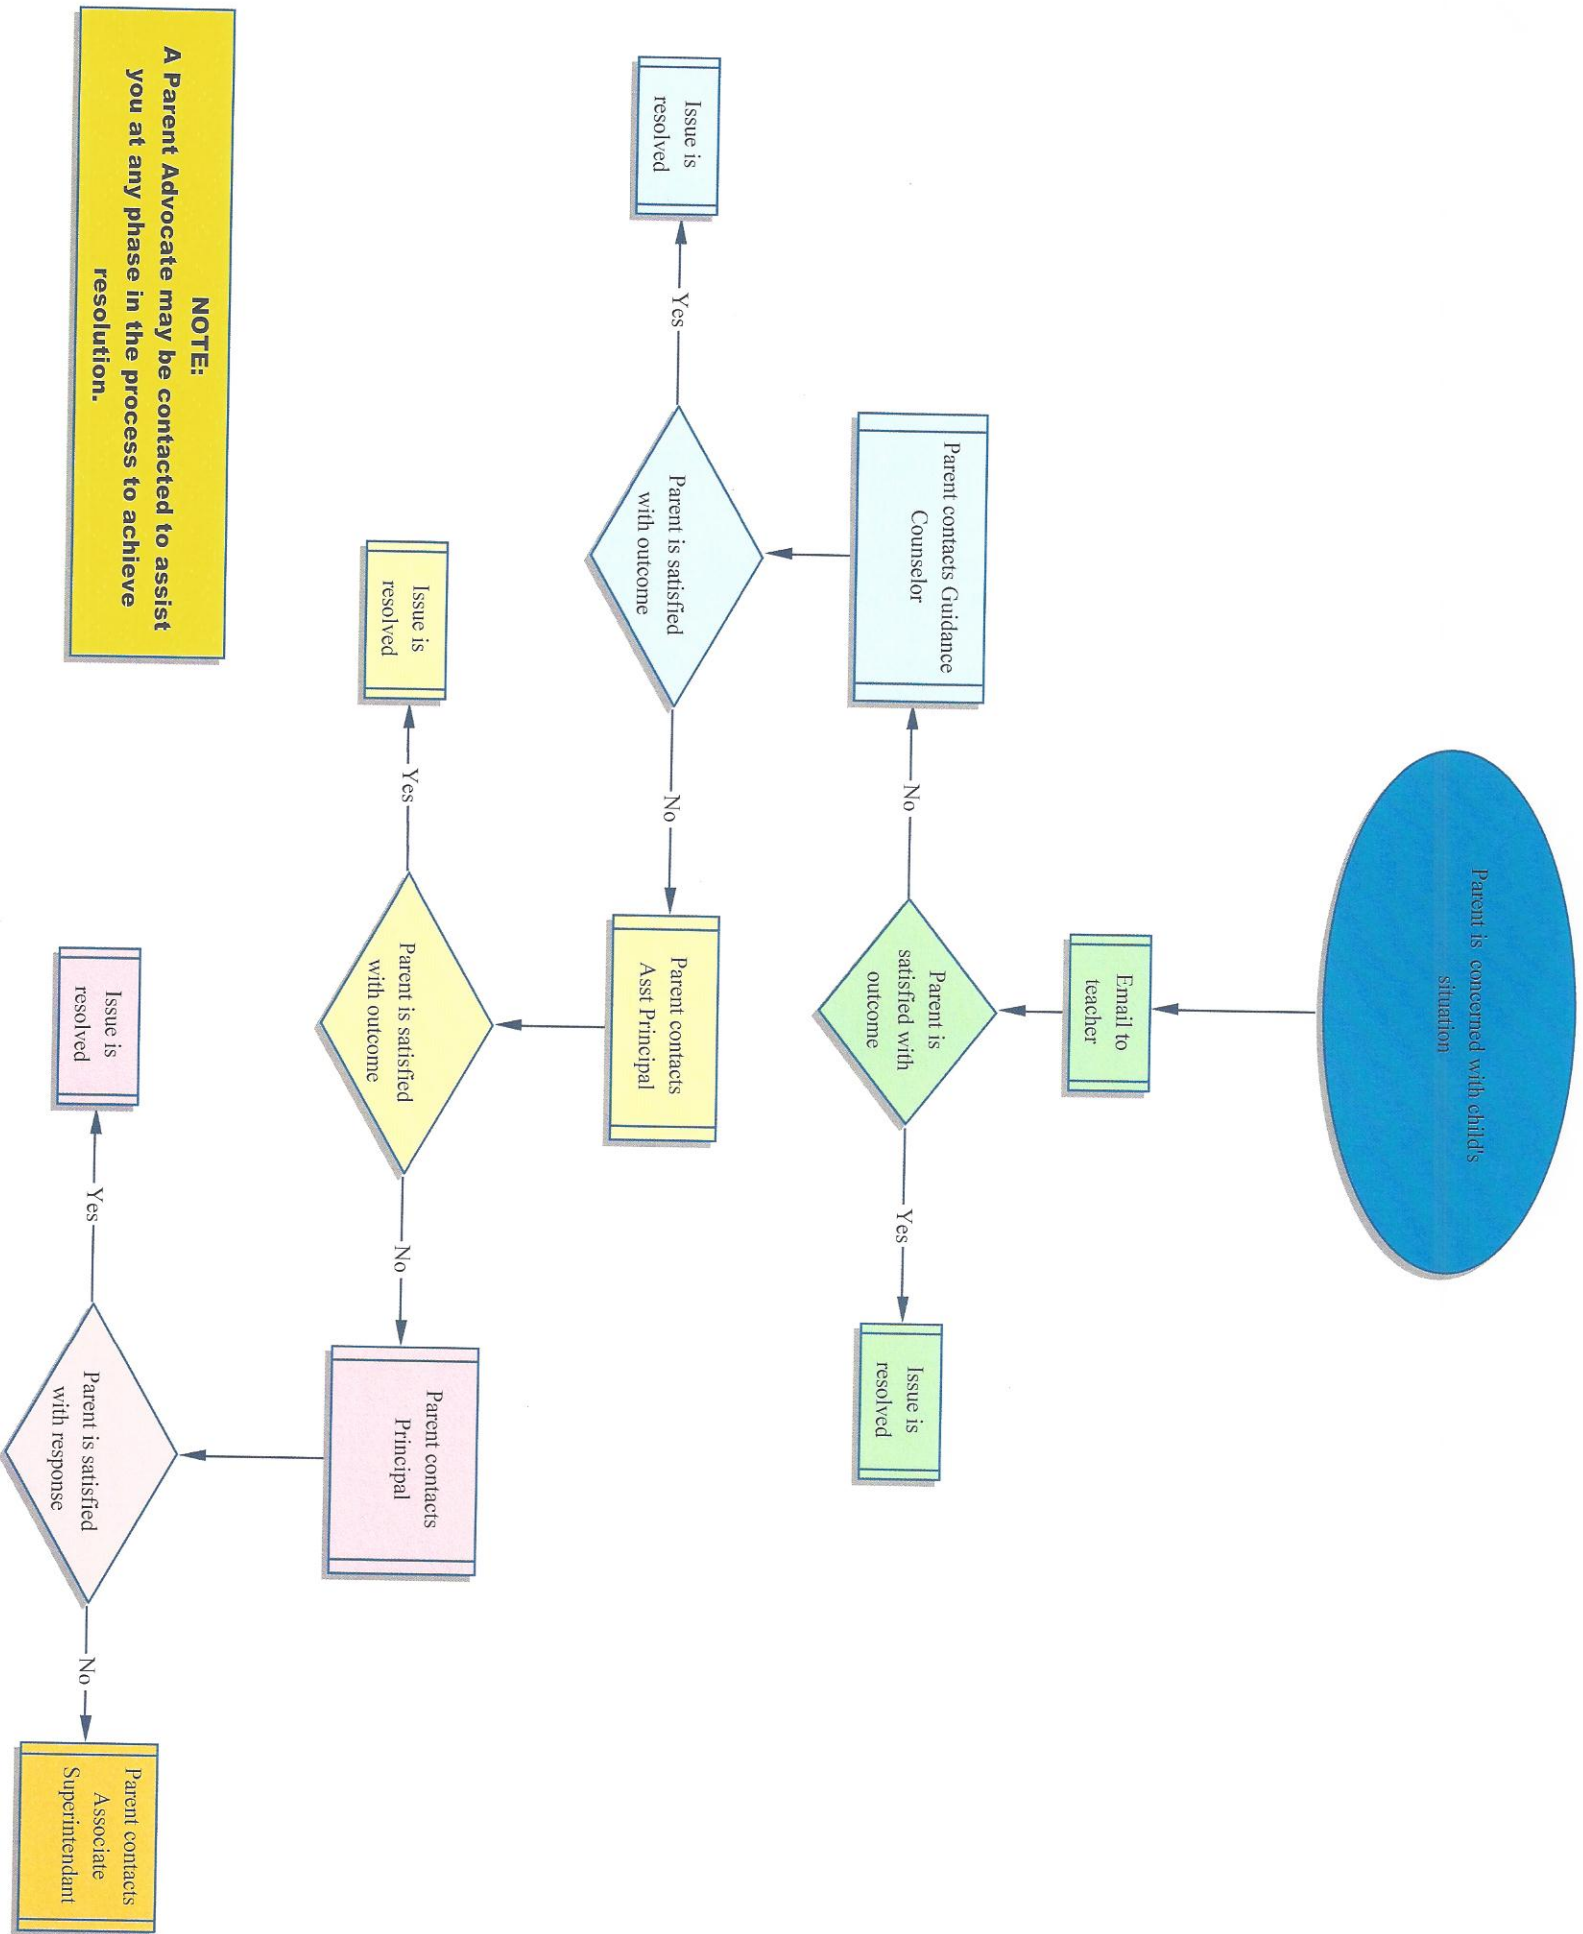 Parent is concerned with child's
situation
Email to
teacher
Parent is
satisfied with
outcome
No
Yes
Parent contacts Guidance
Counselor
Issue is
resolved
Parent is satisfied
with outcome
Yes
No
Issue is
resolved
Parent contacts
Asst Principal
Parent is satisfied
with outcome
Yes
No
Issue is
resolved
Parent contacts
Principal
Parent is satisfied
with response
Yes
No
Issue is
resolved
Parent contacts
Associate
Superintendant
NOTE:
A Parent Advocate may be contacted to assist
you at any phase in the process to achieve
resolution.